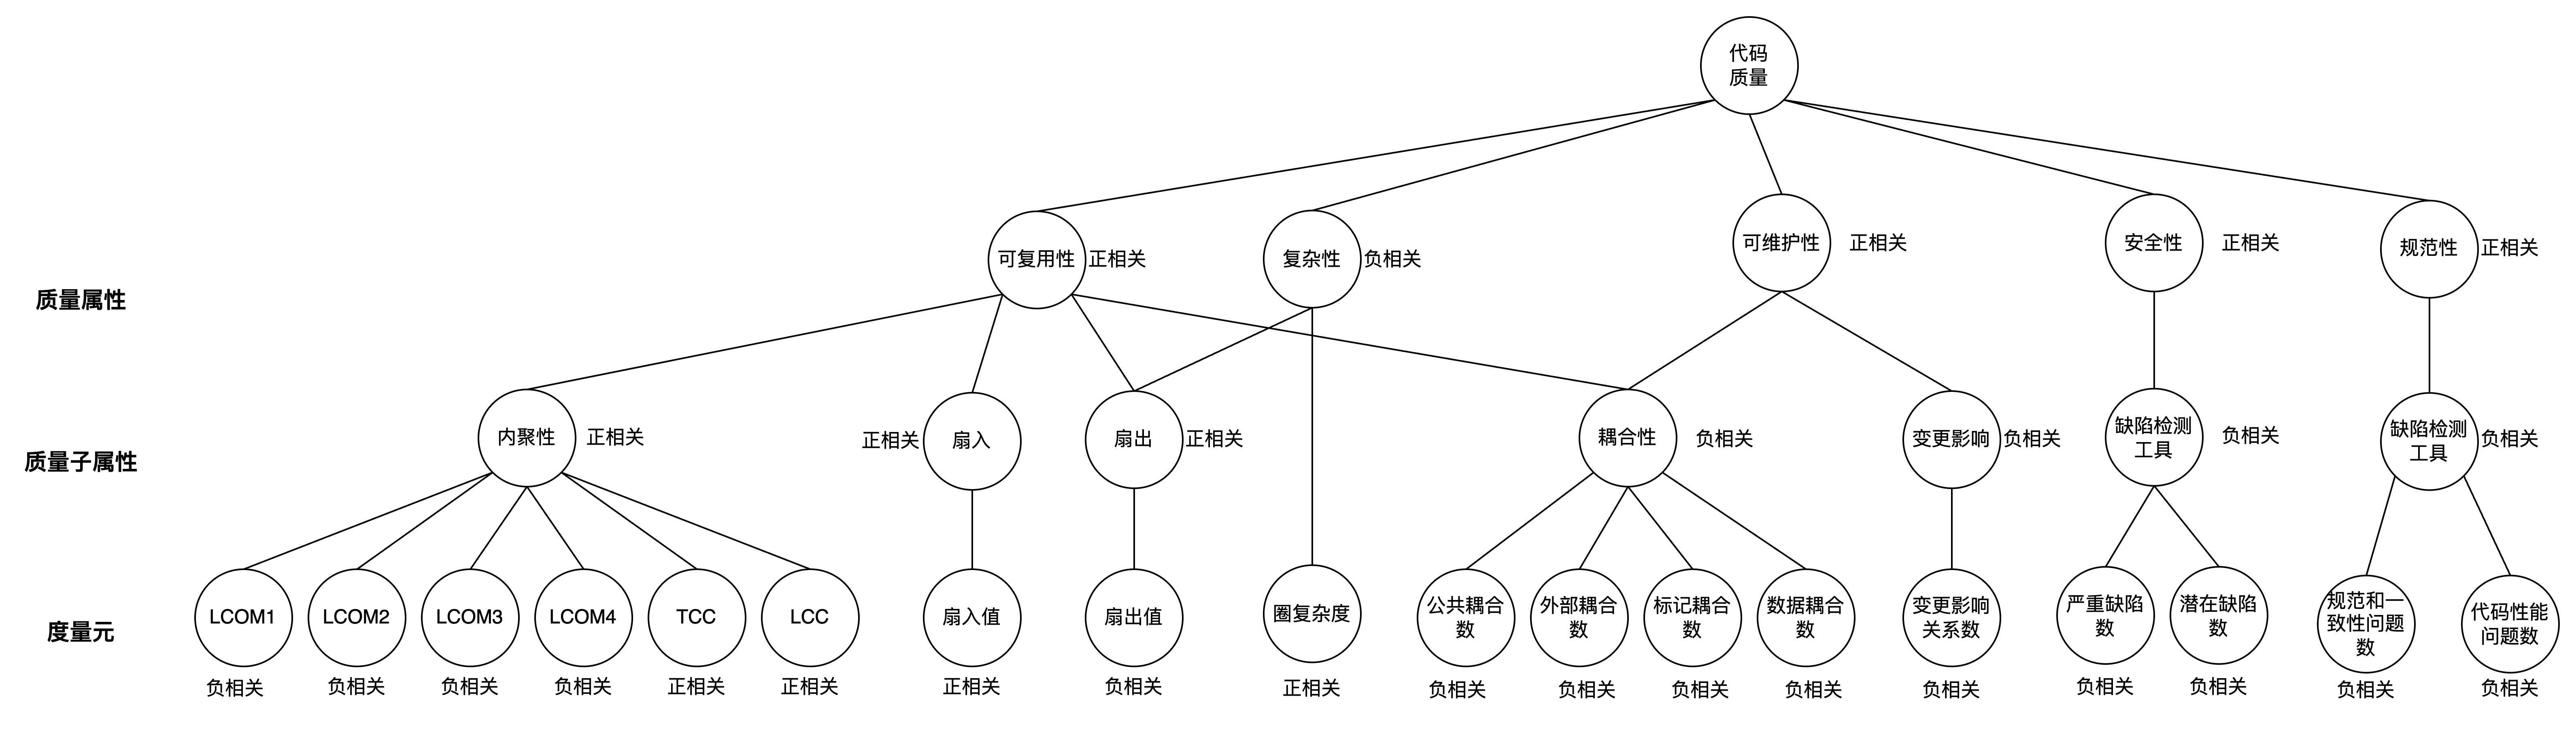 代码
质量
可复用性
正相关
复杂性
负相关
可维护性
正相关
安全性
正相关
规范性
正相关
质量属性
内聚性
正相关
正相关
扇入
扇出
正相关
耦合性
负相关
变更影响
负相关
缺陷检测
工具
负相关
缺陷检测
工具
负相关
质量子属性
度量元
LCOM1
LCOM2
LCOM3
LCOM4
TCC
LCC
扇入值
扇出值
圈复杂度
公共耦合
数
外部耦合
数
标记耦合
数
数据耦合
数
变更影响
关系数
严重缺陷
数
潜在缺陷
数
规范和一
致性问题
数
代码性能
问题数
负相关
负相关
负相关
负相关
正相关
正相关
正相关
负相关
正相关
负相关
负相关
负相关
负相关
负相关
负相关
负相关
负相关
负相关